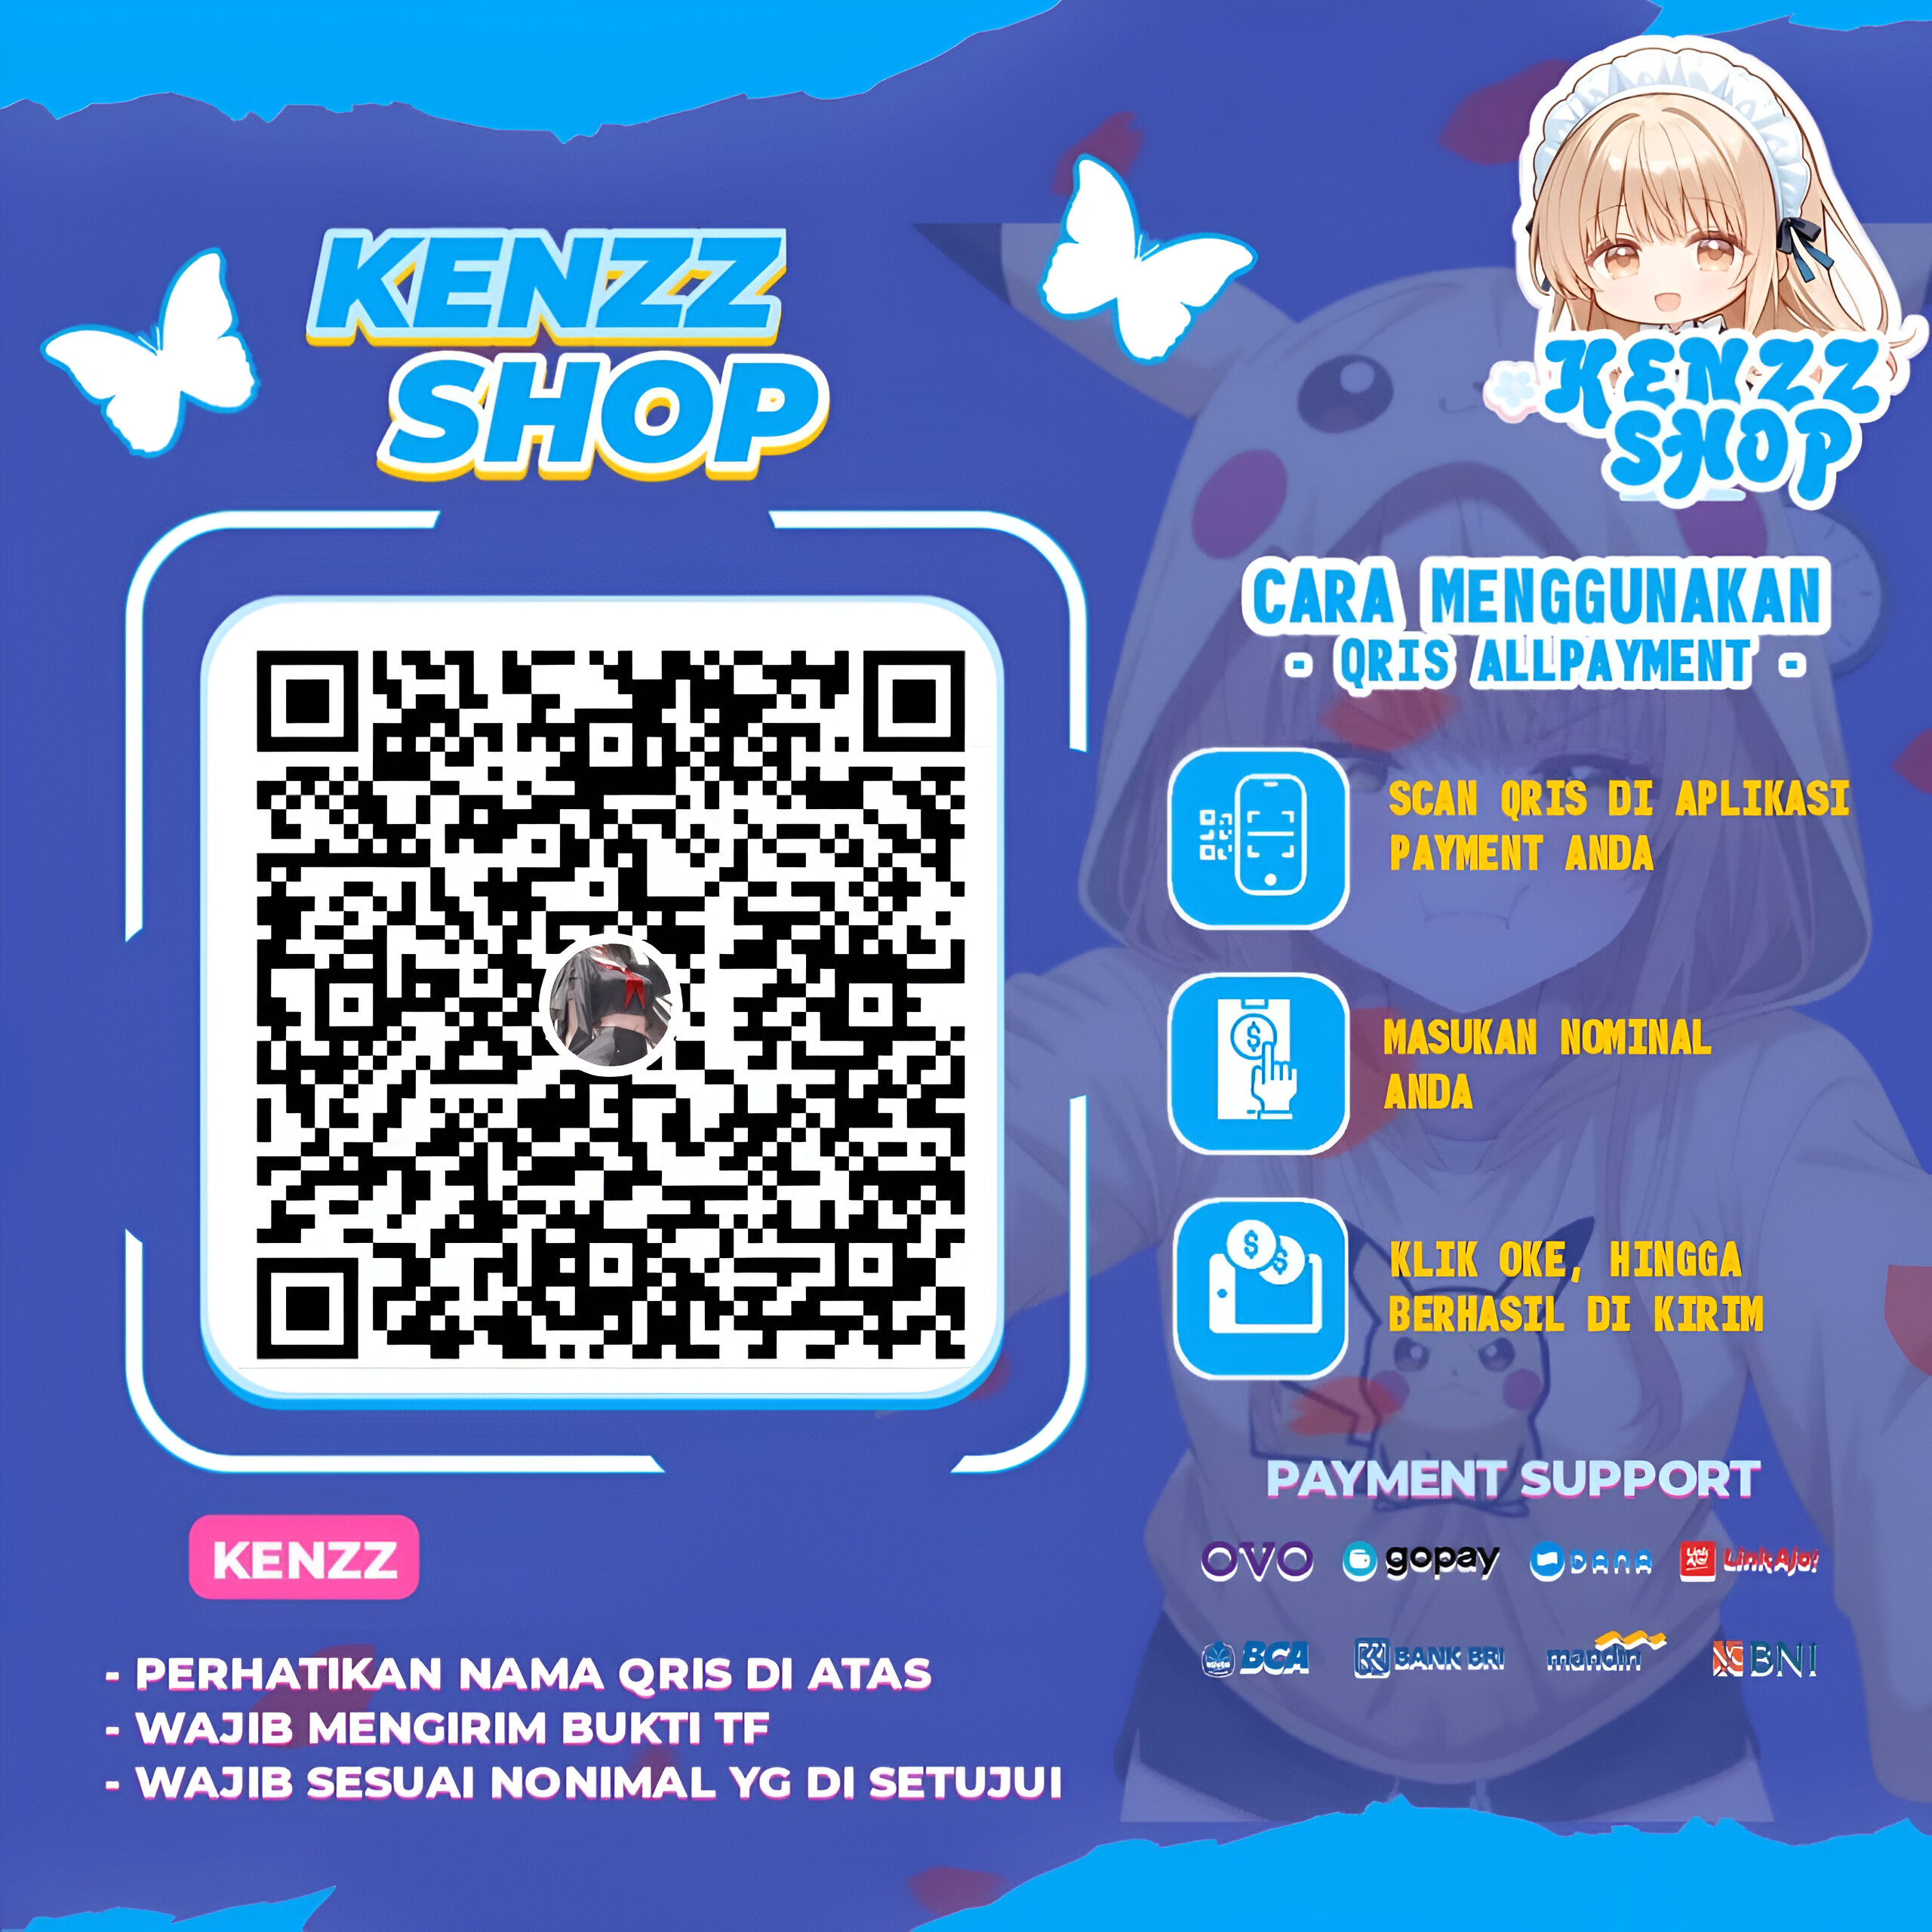 KENZZ
SHOP
KENZZ
SHOP
CARA MENGGUNAKAN
- QRIS ALLPAYMENT -
SCAN QRIS DI APLIKASI
PAYMENT ANDA
MASUKAN NOMINAL
ANDA
KLIK OKE, HINGGA
BERHASIL DI KIRIM
PAYMENT SUPPORT
OVO gopay DANA LinkAja!
BCA BANK BRI mandiri BNI
KENZZ
- PERHATIKAN NAMA QRIS DI ATAS
- WAJIB MENGIRIM BUKTI TF
- WAJIB SESUAI NONIMAL YG DI SETUJUI